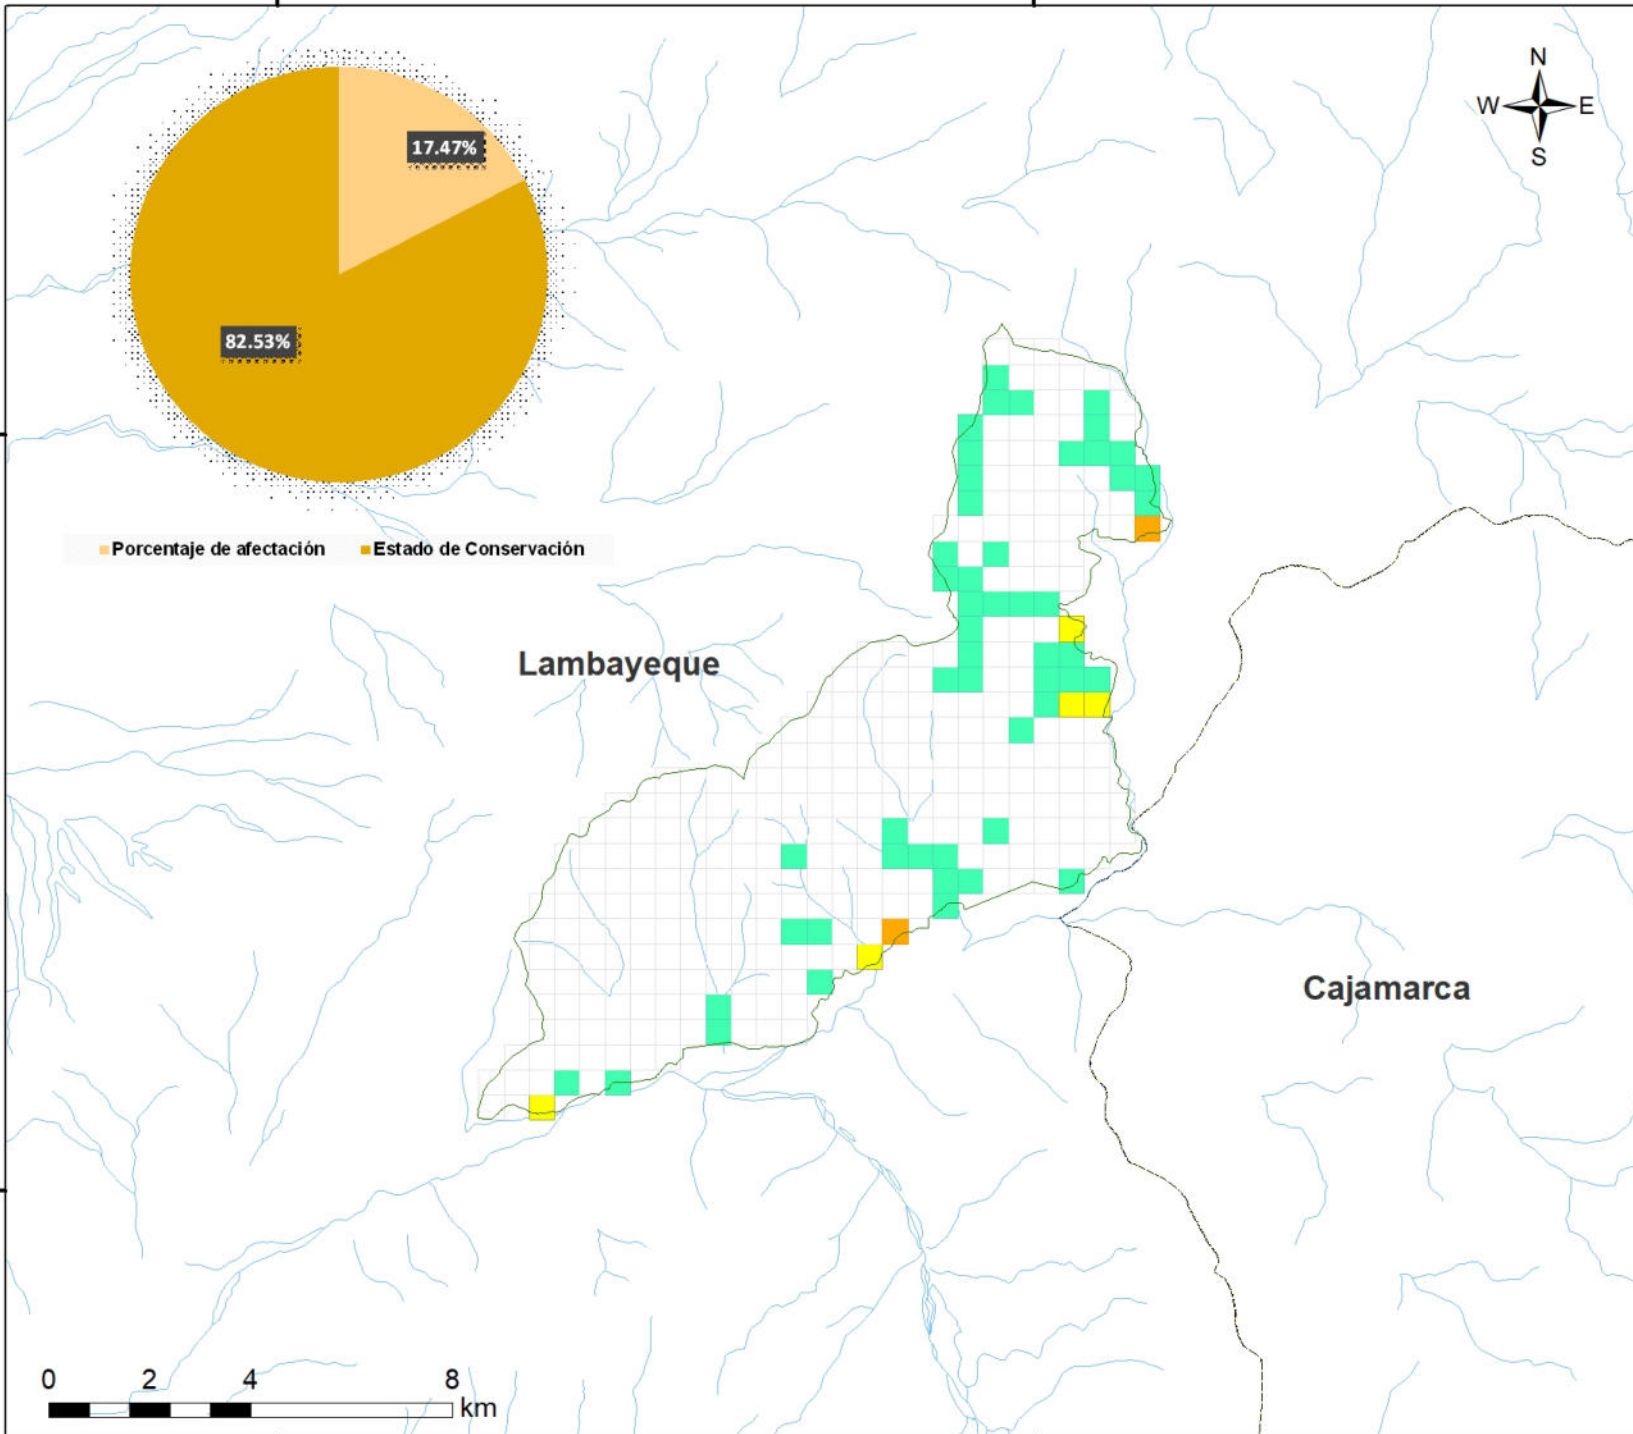 N
W E
S
17.47%
82.53%
Porcentaje de afectación Estado de Conservación
Lambayeque
Cajamarca
0 2 4 8
km